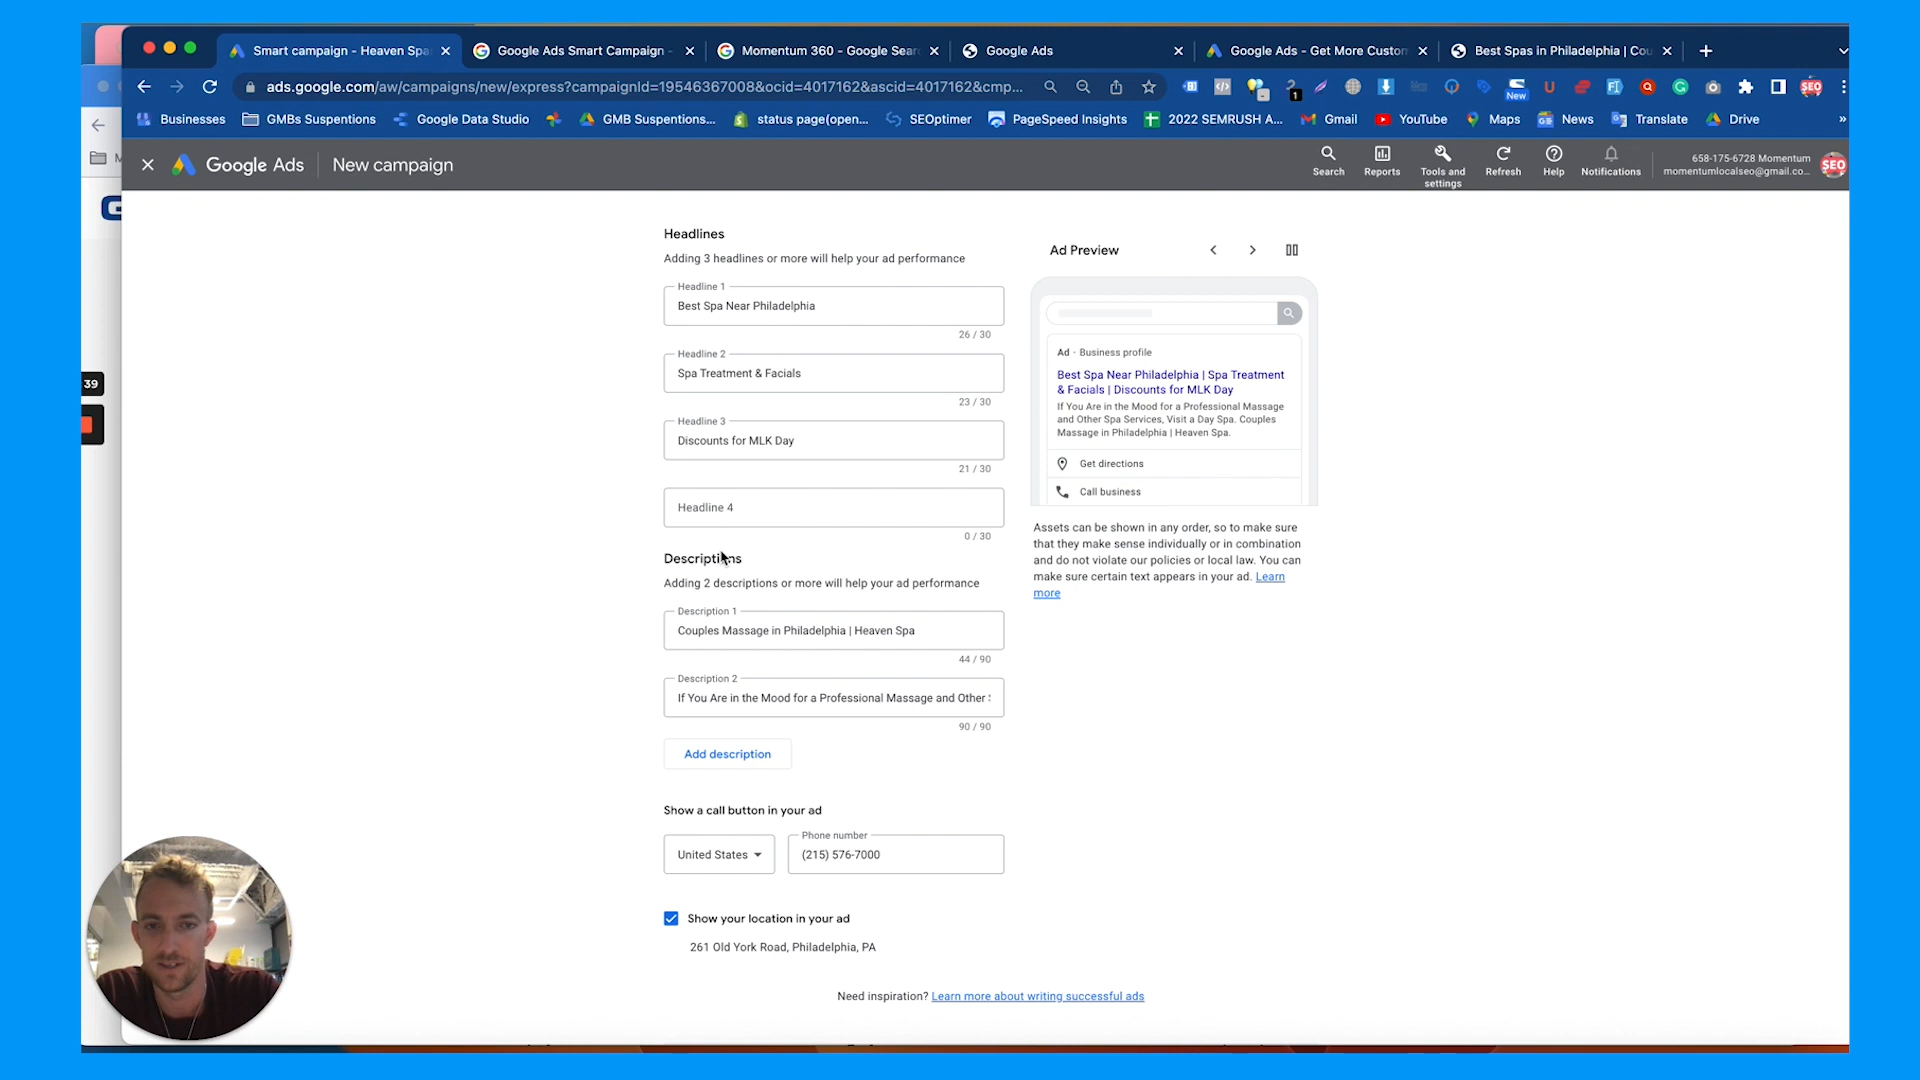 Smart campaign - Heaven Spa
Google Ads Smart Campaign -
Momentum 360 - Google Sear
Google Ads
Google Ads - Get More Custom
Best Spas in Philadelphia | Cou
ads.google.com/aw/campaigns/new/express?campaignId=19546367008&ocid=4017162&ascid=4017162&cmp...
1
New
SEO
Businesses
GMBs Suspentions
Google Data Studio
GMB Suspentions...
status page(open...
SEOptimer
PageSpeed Insights
2022 SEMRUSH A...
Gmail
YouTube
Maps
News
Translate
Drive
»
Google Ads
New campaign
Search
Reports
Tools and
settings
Refresh
Help
Notifications
658-175-6728 Momentum
momentumlocalseo@gmail.co...
SEO
39
Headlines
Adding 3 headlines or more will help your ad performance
Headline 1
Best Spa Near Philadelphia
26 / 30
Headline 2
Spa Treatment & Facials
23 / 30
Headline 3
Discounts for MLK Day
21 / 30
Headline 4
0 / 30
Descriptions
Adding 2 descriptions or more will help your ad performance
Description 1
Couples Massage in Philadelphia | Heaven Spa
44 / 90
Description 2
If You Are in the Mood for a Professional Massage and Other
90 / 90
Add description
Show a call button in your ad
United States
Phone number
(215) 576-7000
Show your location in your ad
261 Old York Road, Philadelphia, PA
Need inspiration? Learn more about writing successful ads
Ad Preview
Ad · Business profile
Best Spa Near Philadelphia | Spa Treatment
& Facials | Discounts for MLK Day
If You Are in the Mood for a Professional Massage
and Other Spa Services, Visit a Day Spa. Couples
Massage in Philadelphia | Heaven Spa.
Get directions
Call business
Assets can be shown in any order, so to make sure
that they make sense individually or in combination
and do not violate our policies or local law. You can
make sure certain text appears in your ad. Learn
more